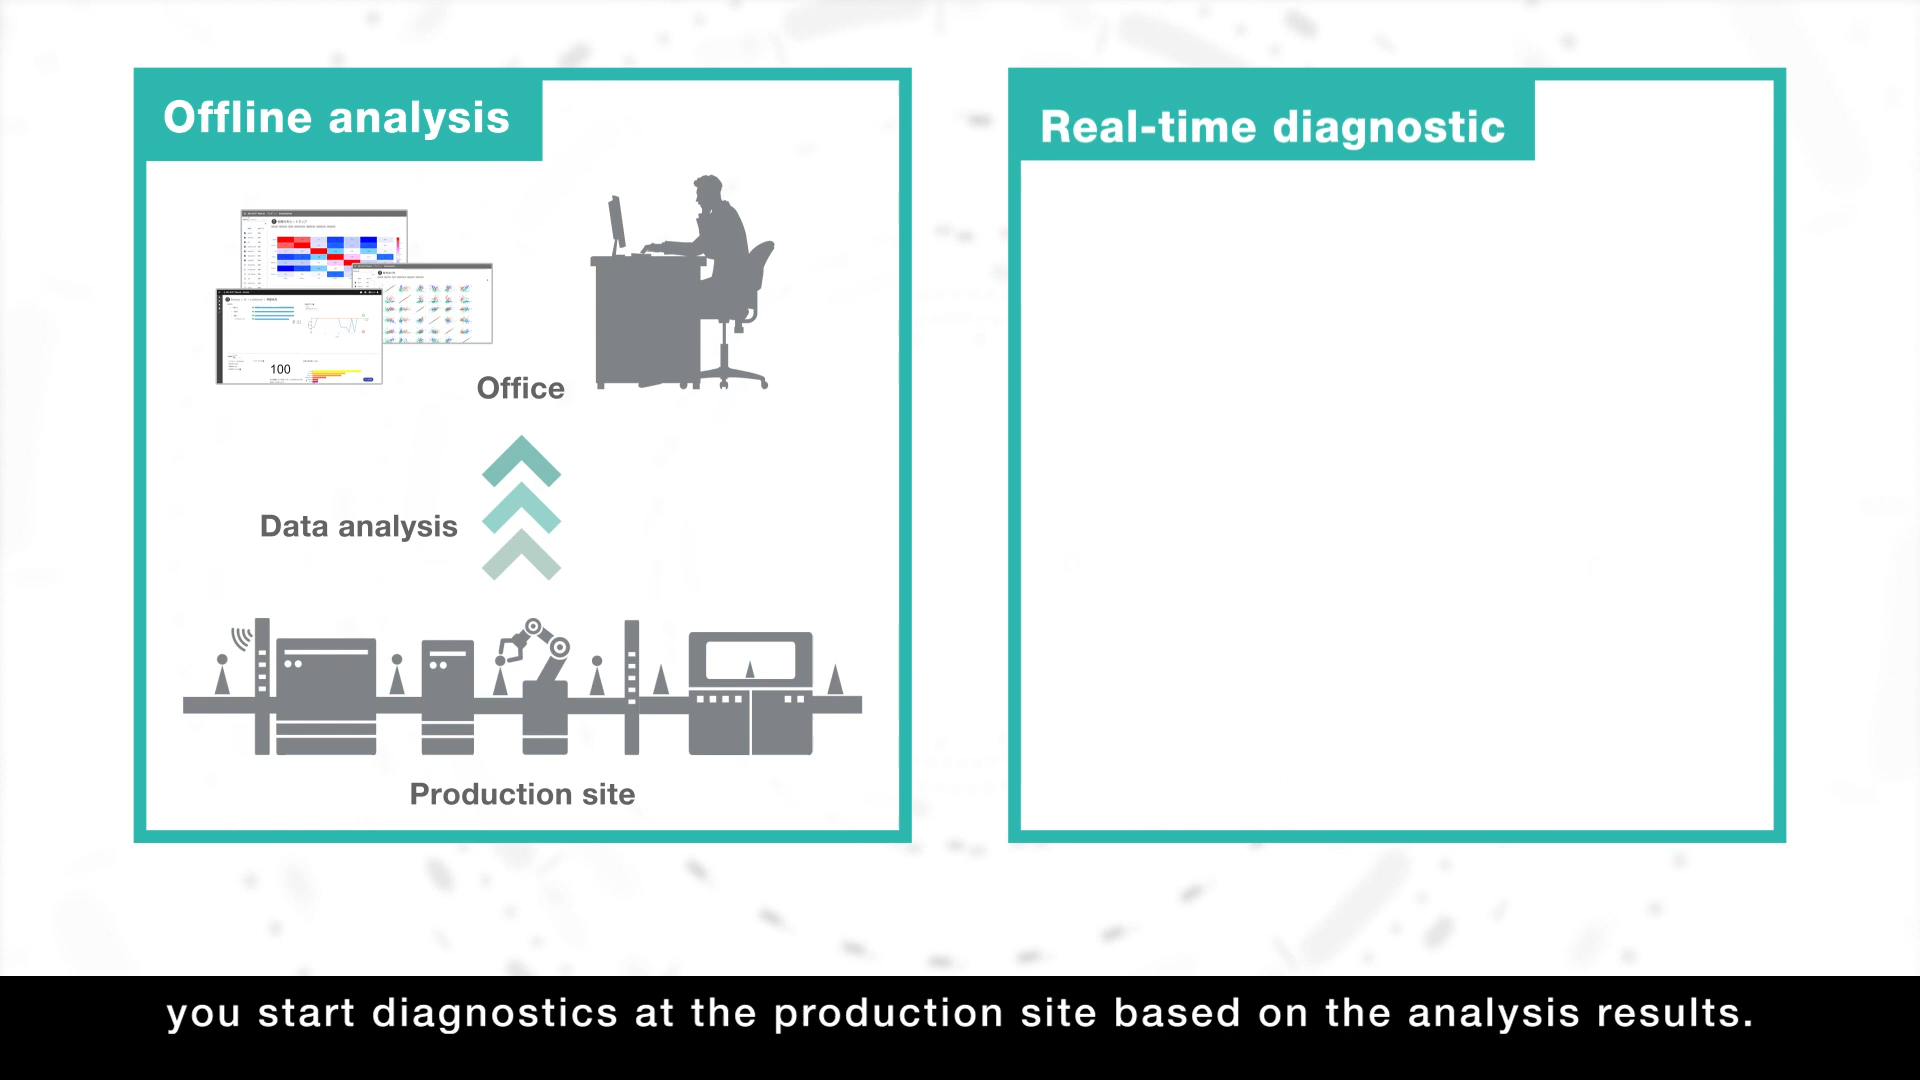 Offline analysis
Real-time diagnostic
100
Office
Data analysis
Production site
you start diagnostics at the production site based on the analysis results.